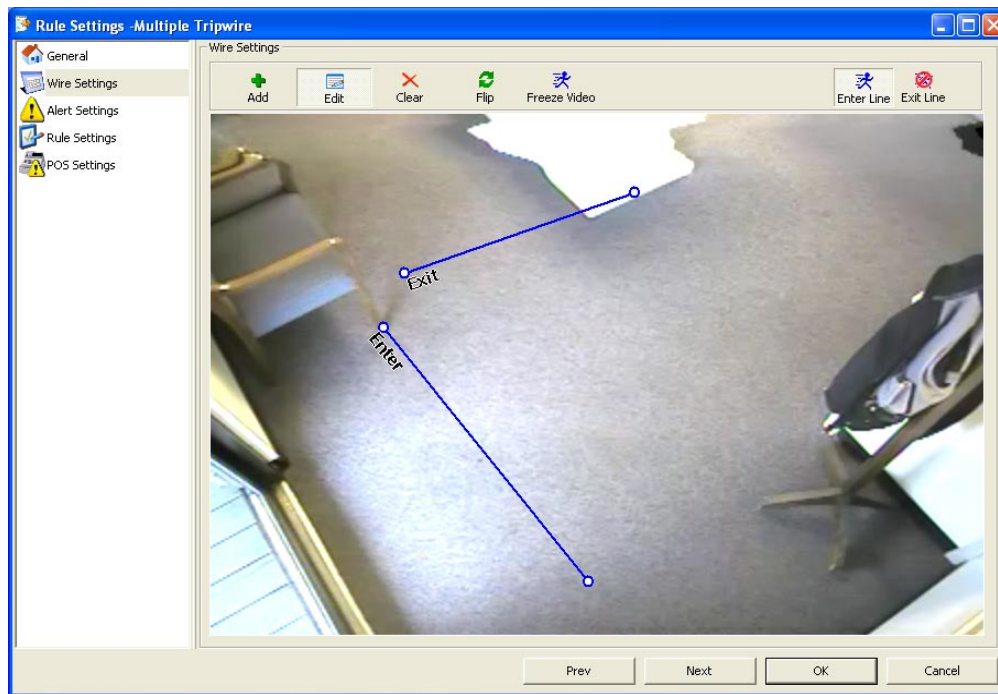 Rule Settings -Multiple Tripwire
General
Wire Settings
Alert Settings
Rule Settings
POS Settings
Wire Settings
Add Edit Clear Flip Freeze Video Enter Line Exit Line
Exit
Enter
Prev Next OK Cancel